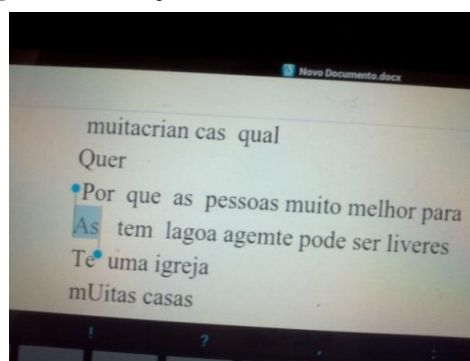 Novo Documento.docx
muitacrian cas qual
Quer
Por que as pessoas muito melhor para
As tem lagoa agemte pode ser liveres
Te uma igreja
mUitas casas
! ?